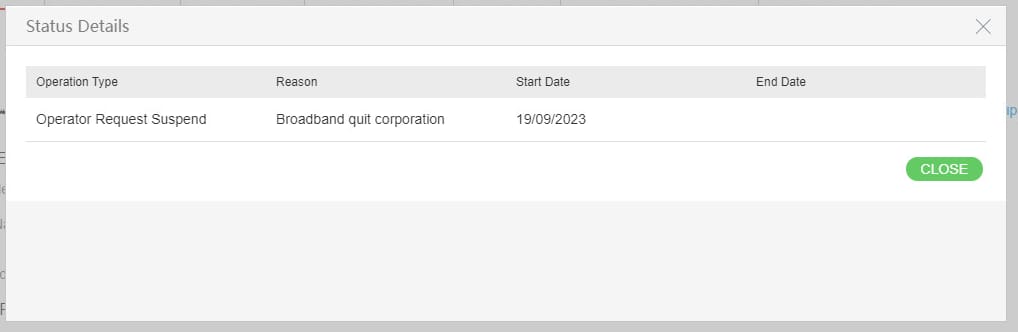 Status Details
Operation Type Reason Start Date End Date
Operator Request Suspend Broadband quit corporation 19/09/2023
CLOSE